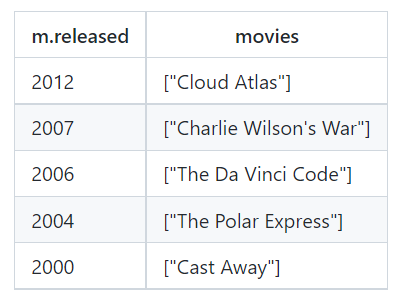 m.released movies
2012 ["Cloud Atlas"]
2007 ["Charlie Wilson's War"]
2006 ["The Da Vinci Code"]
2004 ["The Polar Express"]
2000 ["Cast Away"]